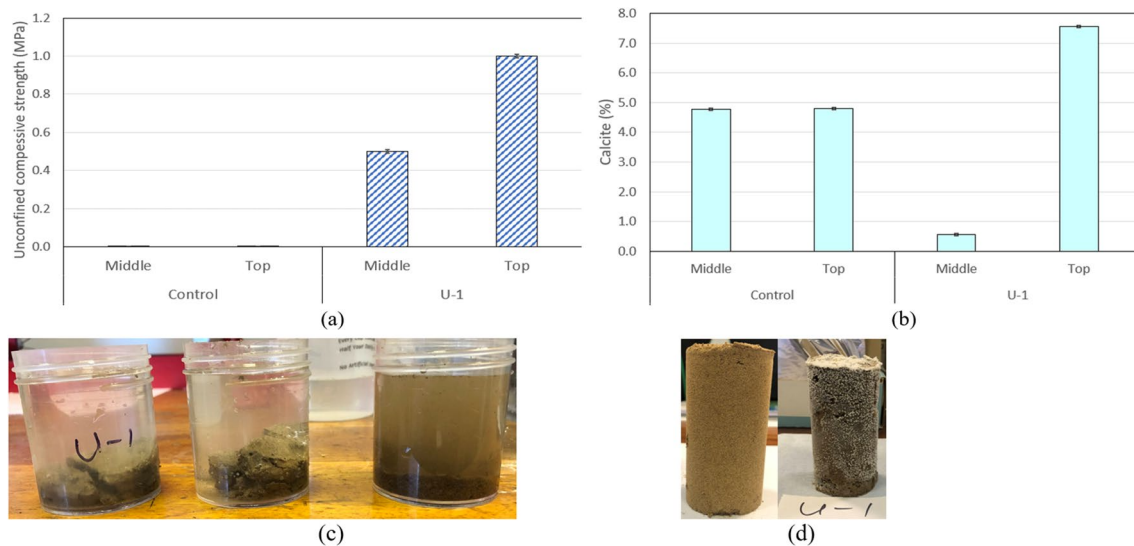 Unconfined compessive strength (MPa)
1.2
1.0
0.8
0.6
0.4
0.2
0.0
Middle
Top
Middle
Top
Control
U-1
(a)
Calcite (%)
8.0
7.0
6.0
5.0
4.0
3.0
2.0
1.0
0.0
Middle
Top
Middle
Top
Control
U-1
(b)
U-1
(c)
U-1
(d)